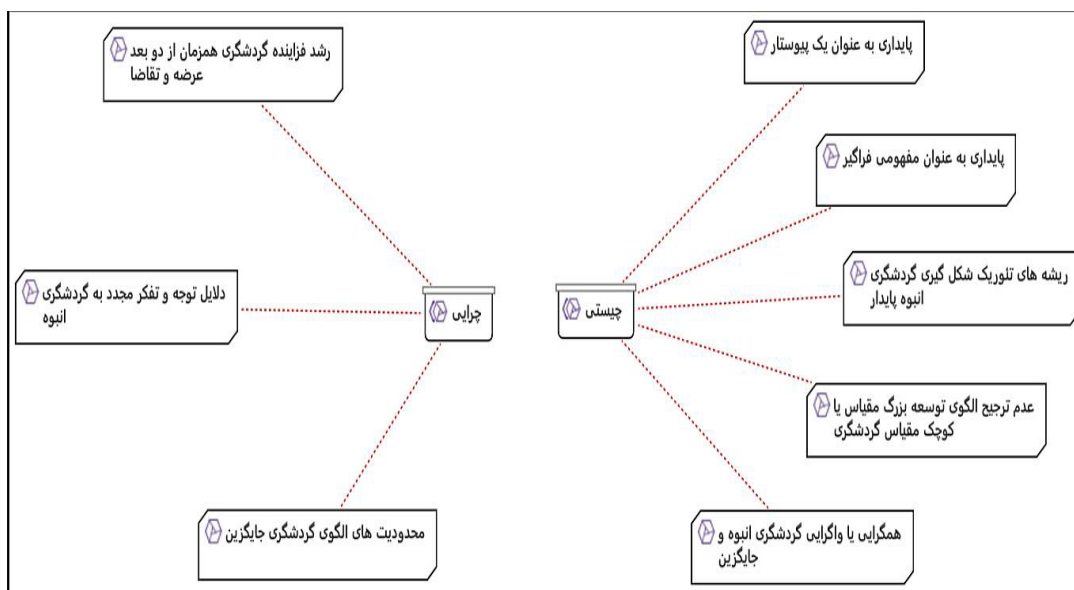 پایداری به عنوان یک پیوستار
پایداری به عنوان مفهومی فراگیر
ریشه های تئوریک شکل گیری گردشگری
انبوه پایدار
چیستی
عدم ترجیح الگوی توسعه بزرگ مقیاس یا
کوچک مقیاس گردشگری
همگرایی یا واگرایی گردشگری انبوه و
جایگزین
رشد فزاینده گردشگری همزمان از دو بعد
عرضه و تقاضا
چرایی
دلایل توجه و تفکر مجدد به گردشگری
انبوه
محدودیت های الگوی گردشگری جایگزین